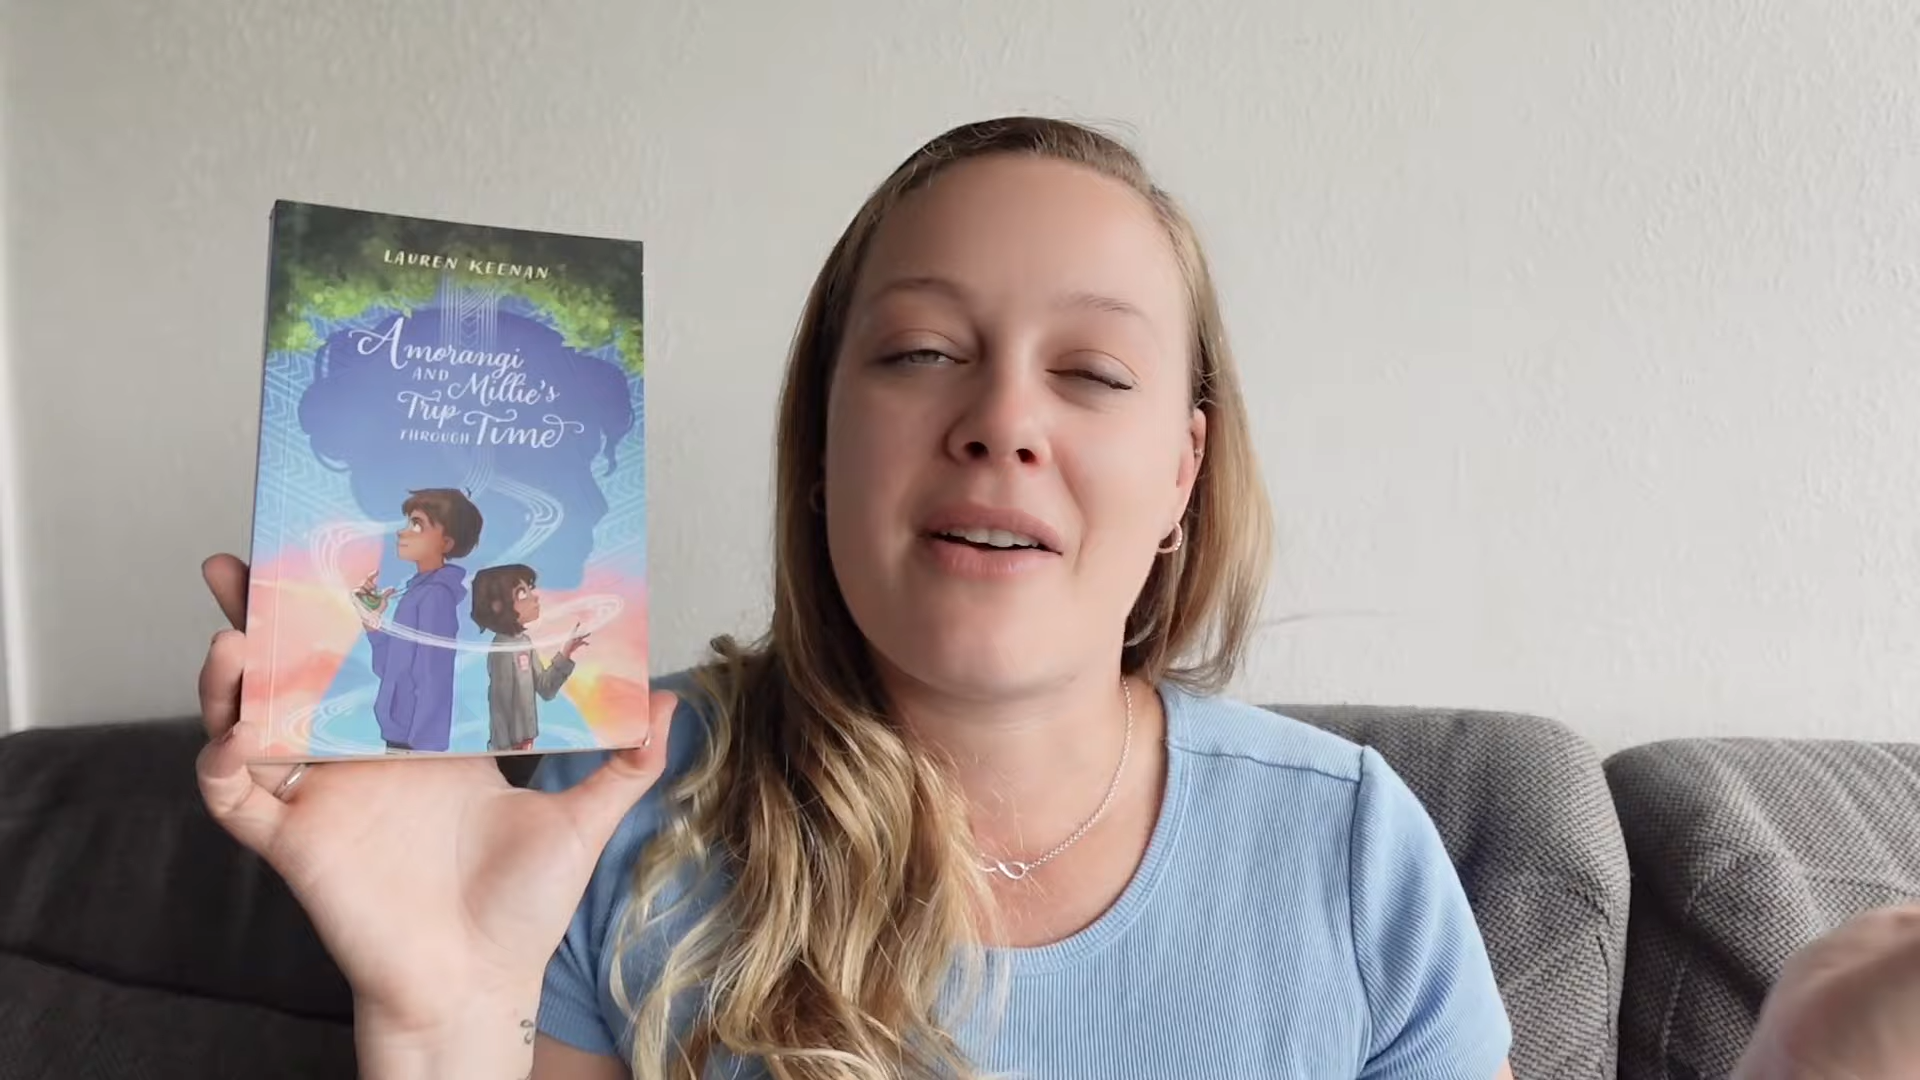 LAUREN KEENAN
Amorangi
AND Millie's
Trip
THROUGH Time